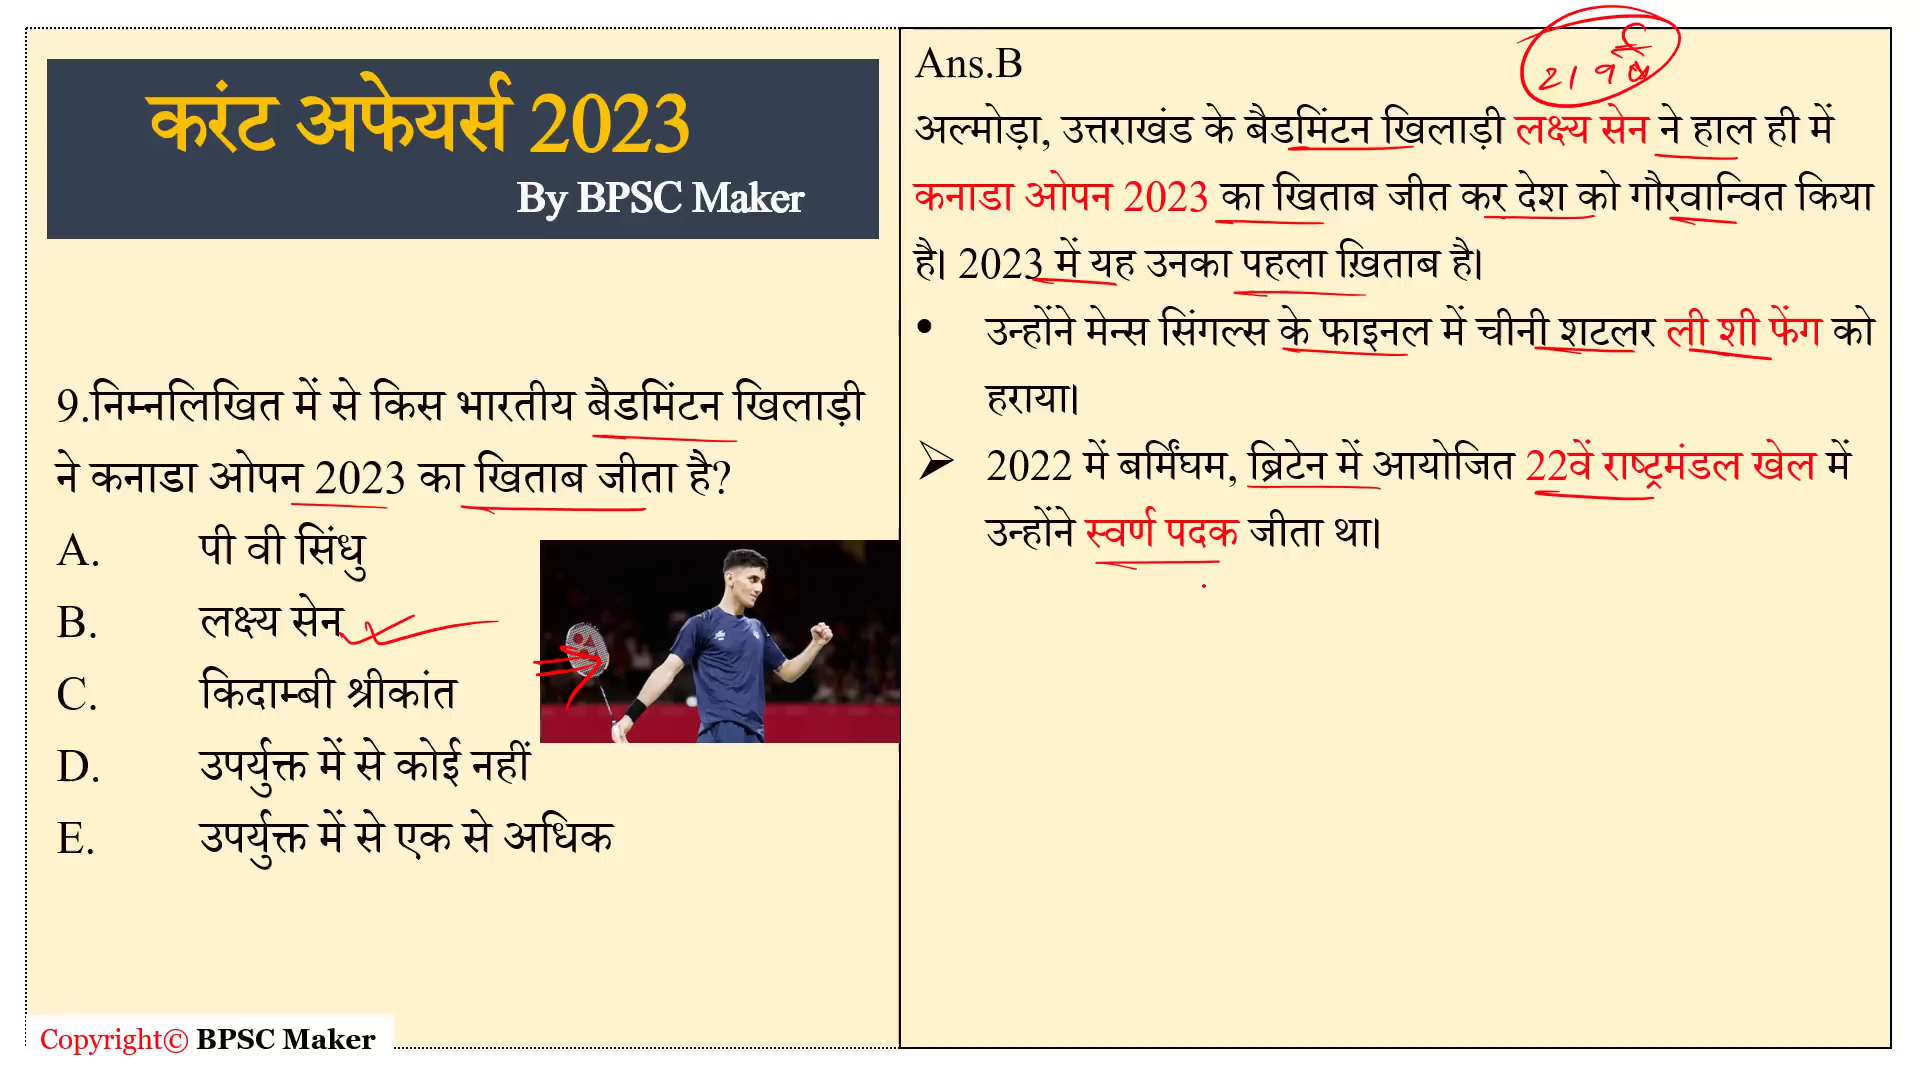 करंट अफेयर्स 2023
By BPSC Maker
9.निम्नलिखित में से किस भारतीय बैडमिंटन खिलाड़ी
ने कनाडा ओपन 2023 का खिताब जीता है?
A. पी वी सिंधु
B. लक्ष्य सेन
C. किदाम्बी श्रीकांत
D. उपर्युक्त में से कोई नहीं
E. उपर्युक्त में से एक से अधिक
Copyright© BPSC Maker
Ans.B
अल्मोड़ा, उत्तराखंड के बैडमिंटन खिलाड़ी लक्ष्य सेन ने हाल ही में
कनाडा ओपन 2023 का खिताब जीत कर देश को गौरवान्वित किया
है। 2023 में यह उनका पहला ख़िताब है।
• उन्होंने मेन्स सिंगल्स के फाइनल में चीनी शटलर ली शी फेंग को
हराया।
➢ 2022 में बर्मिंघम, ब्रिटेन में आयोजित 22वें राष्ट्रमंडल खेल में
उन्होंने स्वर्ण पदक जीता था।